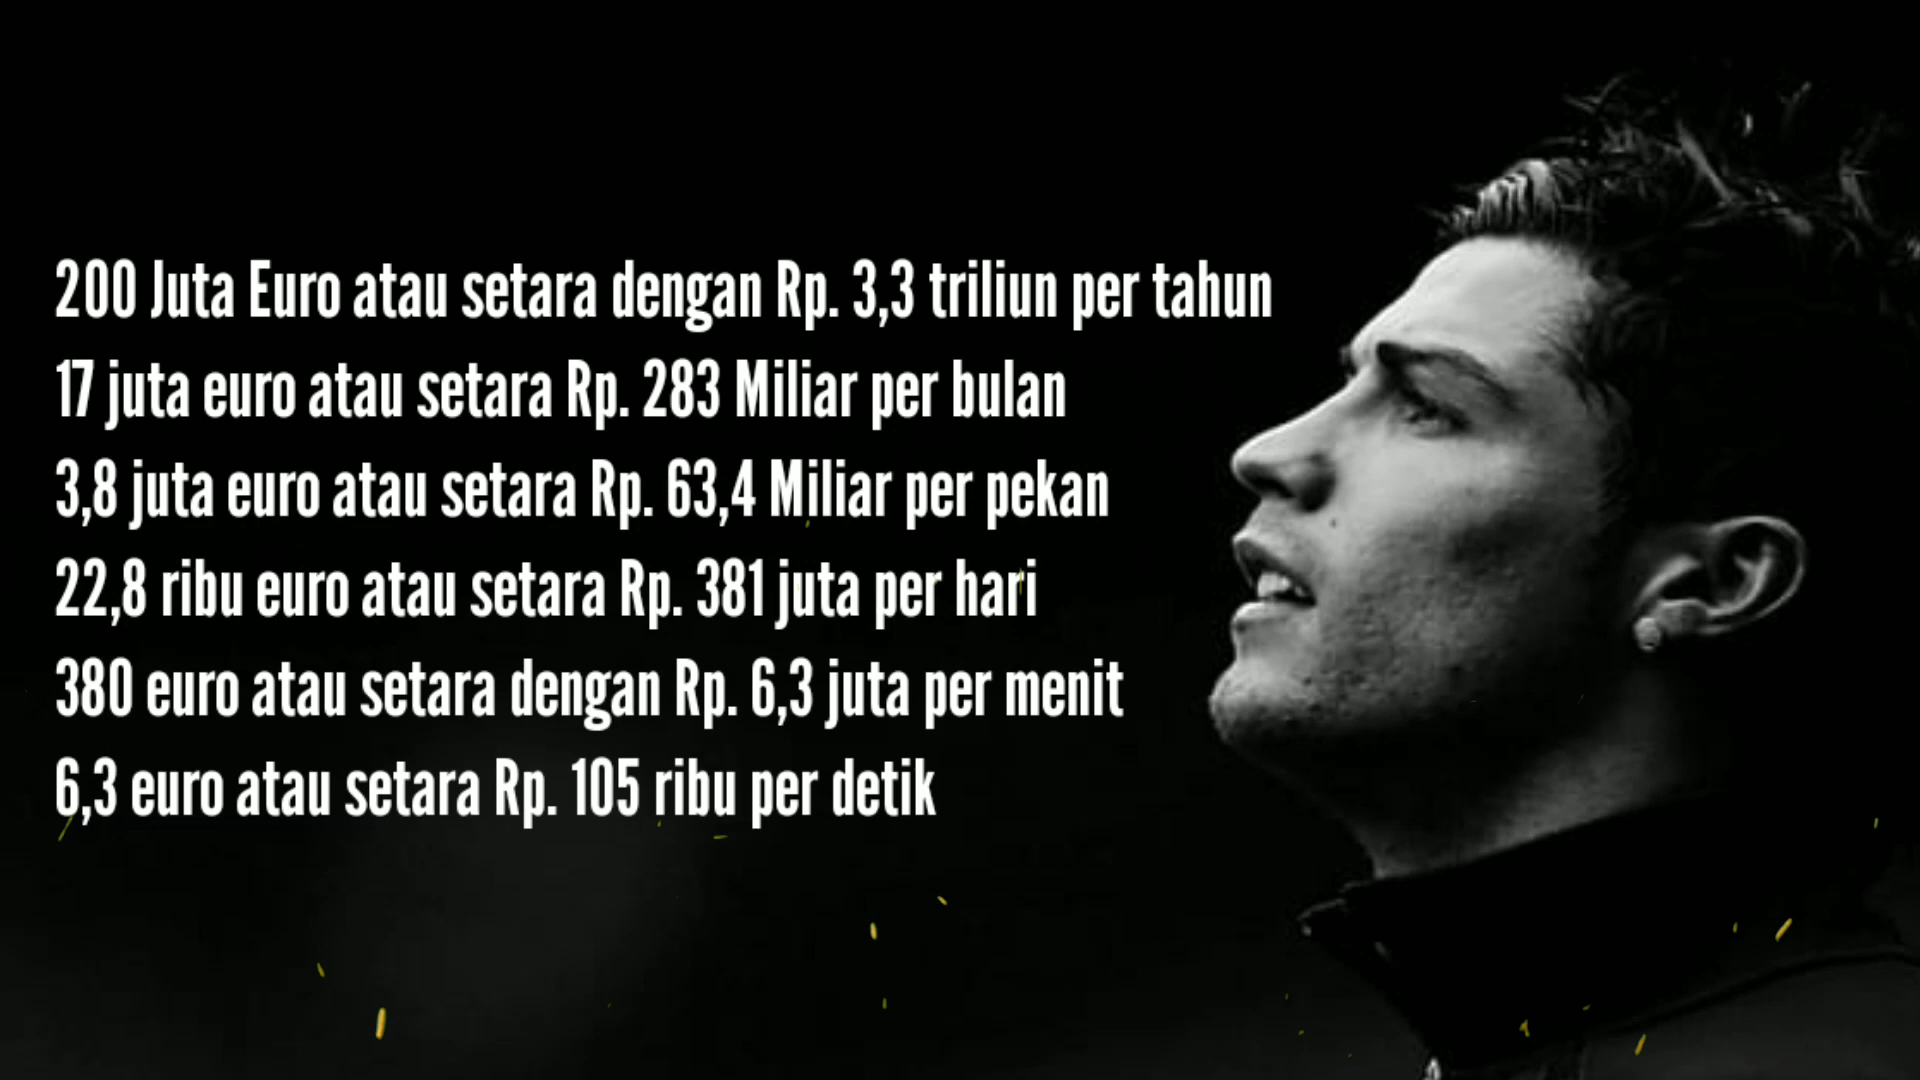 200 Juta Euro atau setara dengan Rp. 3,3 triliun per tahun
17 juta euro atau setara Rp. 283 Miliar per bulan
3,8 juta euro atau setara Rp. 63,4 Miliar per pekan
22,8 ribu euro atau setara Rp. 381 juta per hari
380 euro atau setara dengan Rp. 6,3 juta per menit
6,3 euro atau setara Rp. 105 ribu per detik